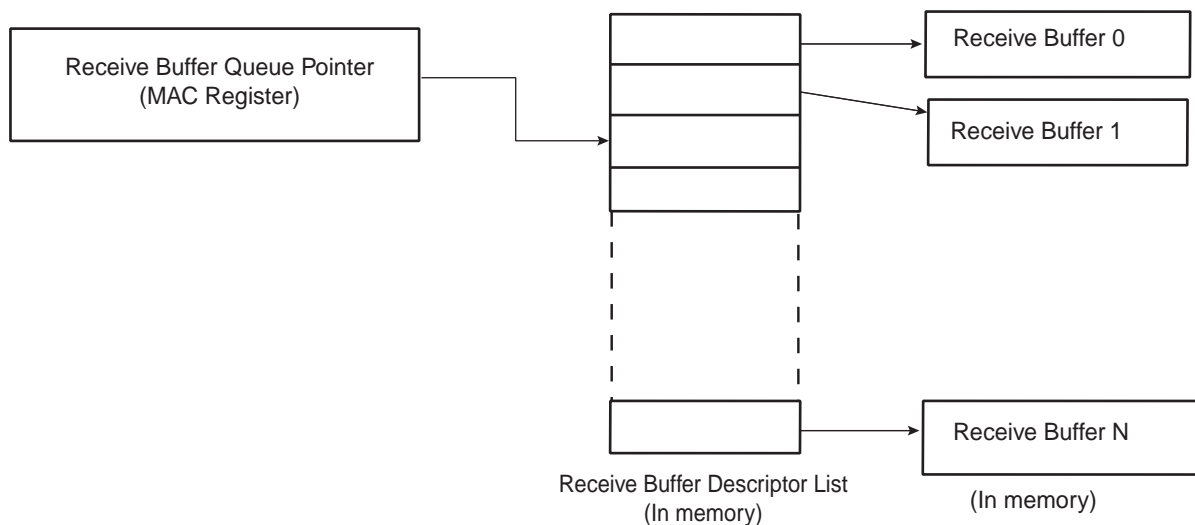 Receive Buffer Queue Pointer
(MAC Register)
Receive Buffer 0
Receive Buffer 1
Receive Buffer N
Receive Buffer Descriptor List
(In memory)
(In memory)